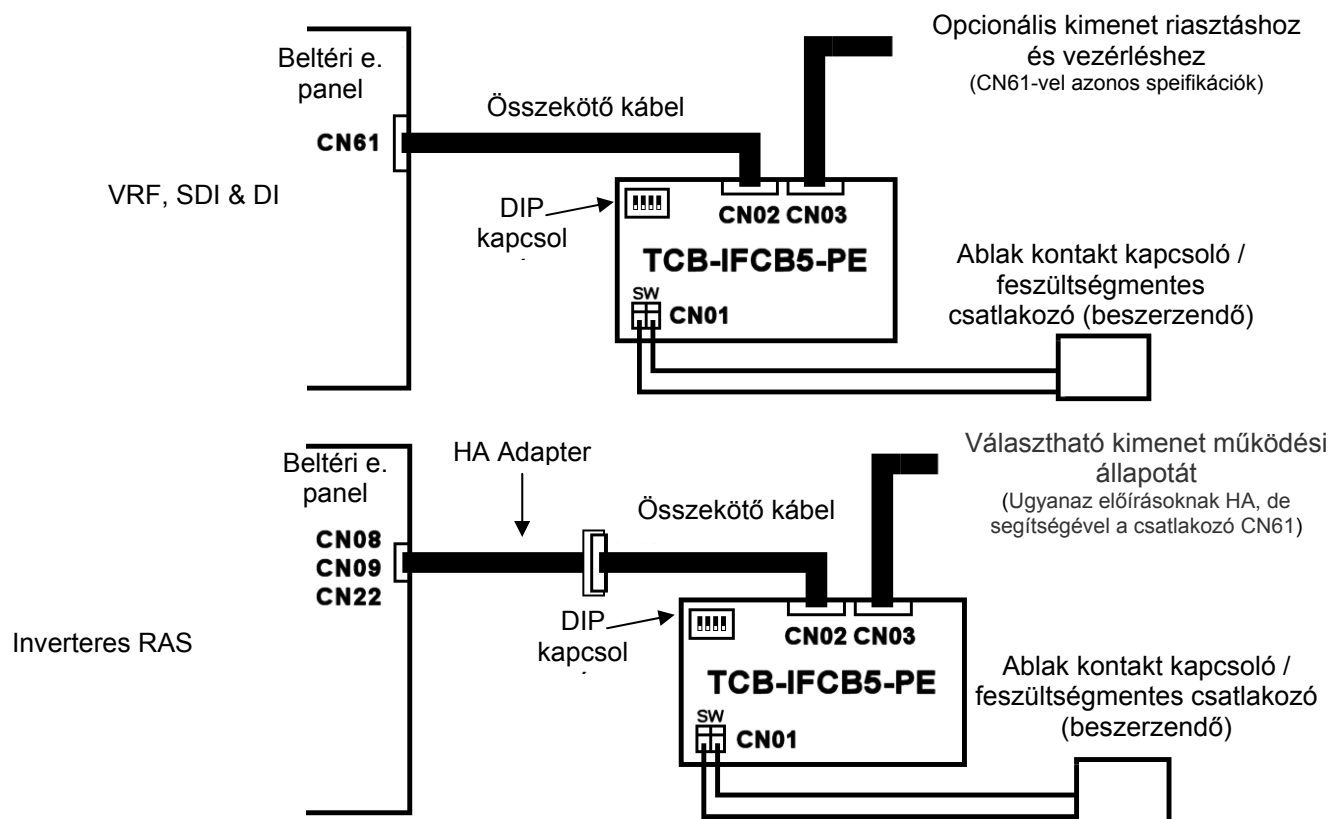 Opcionális kimenet riasztáshoz
és vezérléshez
(CN61-vel azonos speifikációk)
Beltéri e.
panel
Összekötő kábel
CN61
VRF, SDI & DI
DIP
kapcsol
CN02 CN03
TCB-IFCB5-PE
SW
CN01
Ablak kontakt kapcsoló /
feszültségmentes
csatlakozó (beszerzendő)
Beltéri e.
panel
HA Adapter
Összekötő kábel
Választható kimenet működési
állapotát
(Ugyanaz előírásoknak HA, de
segítségével a csatlakozó CN61)
CN08
CN09
CN22
Inverteres RAS
DIP
kapcsol
CN02 CN03
TCB-IFCB5-PE
SW
CN01
Ablak kontakt kapcsoló /
feszültségmentes csatlakozó
(beszerzendő)